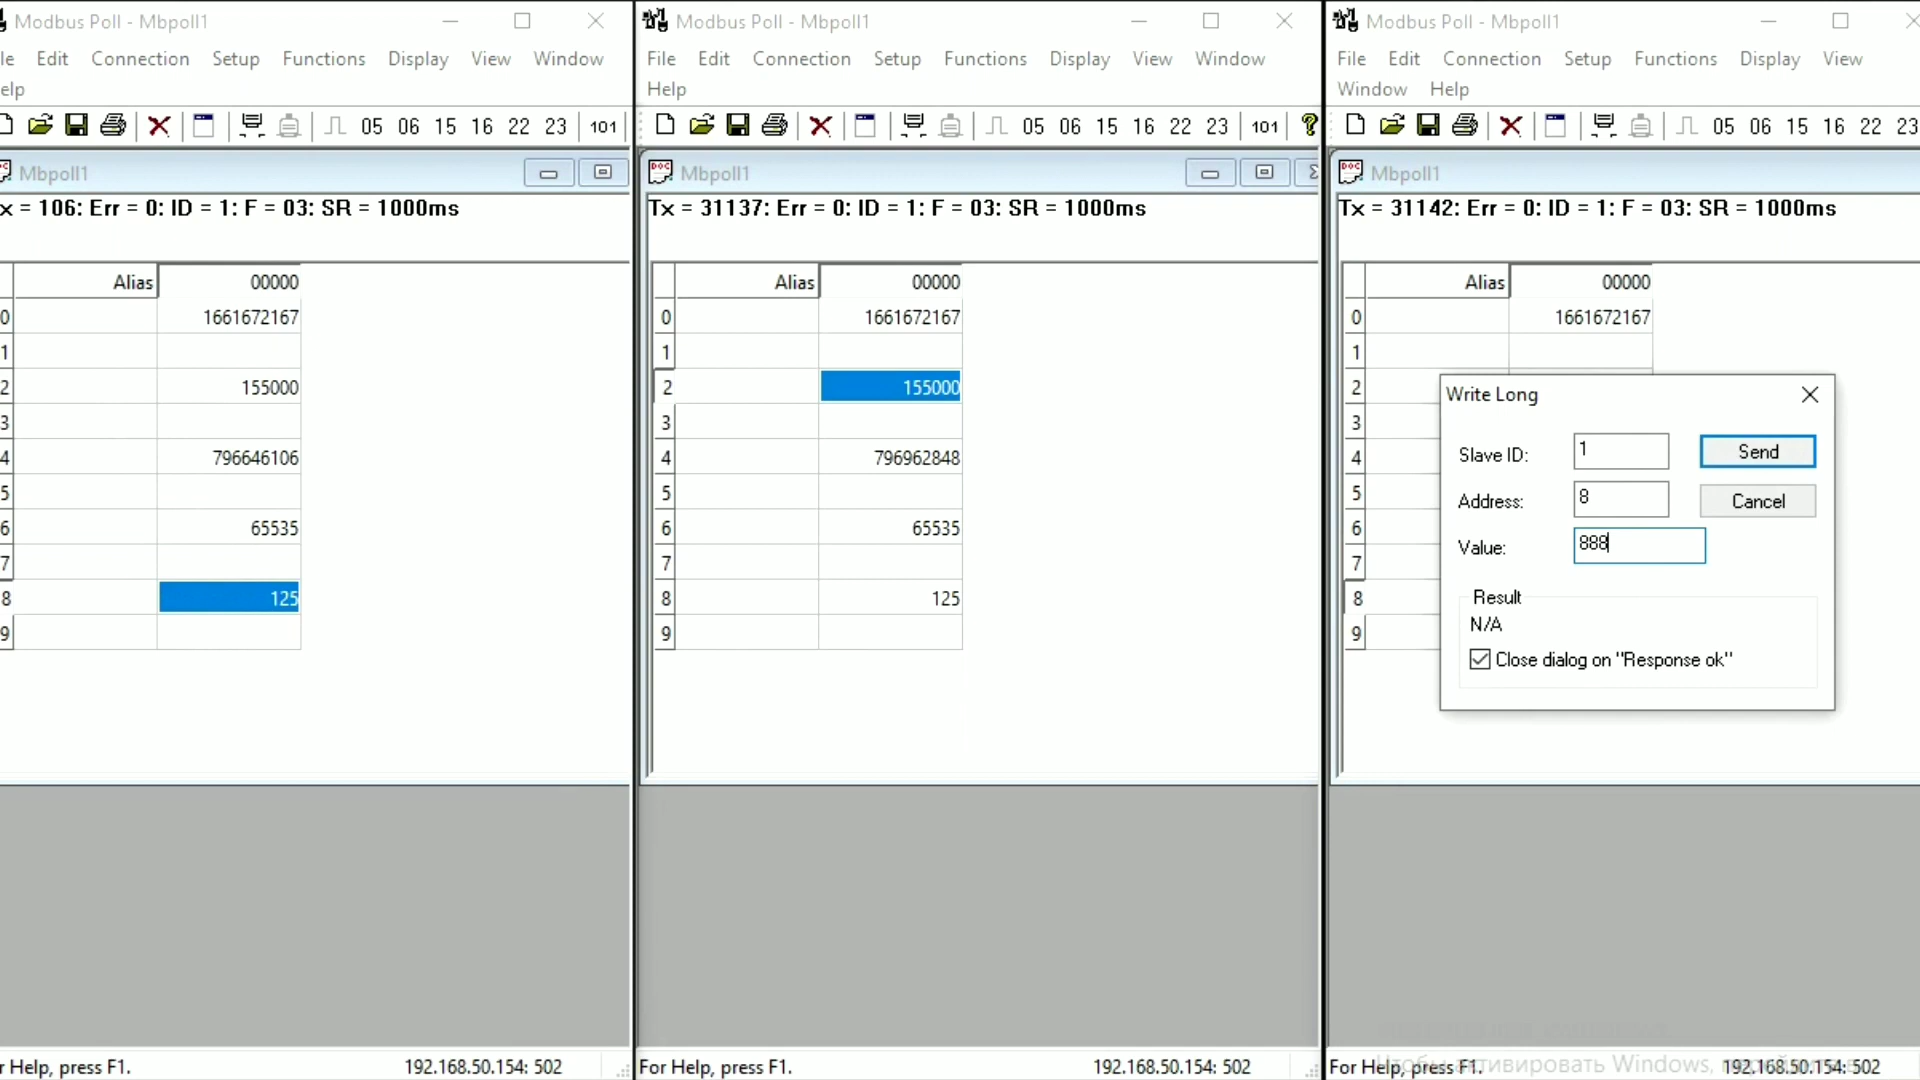 Modbus Poll - Mbpoll1
le Edit Connection Setup Functions Display View Window
elp
05 06 15 16 22 23 101
Mbpoll1
x = 106: Err = 0: ID = 1: F = 03: SR = 1000ms
Alias 00000
0 1661672167
1
2 155000
3
4 796646106
5
6 65535
7
8 125
9
r Help, press F1. 192.168.50.154: 502
Modbus Poll - Mbpoll1
File Edit Connection Setup Functions Display View Window
Help
05 06 15 16 22 23 101
Mbpoll1
Tx = 31137: Err = 0: ID = 1: F = 03: SR = 1000ms
Alias 00000
0 1661672167
1
2 155000
3
4 796962848
5
6 65535
7
8 125
9
For Help, press F1. 192.168.50.154: 502
Modbus Poll - Mbpoll1
File Edit Connection Setup Functions Display View
Window Help
05 06 15 16 22 23
Mbpoll1
Tx = 31142: Err = 0: ID = 1: F = 03: SR = 1000ms
Alias 00000
0 1661672167
1
2
3
4
5
6
7
8
9
Write Long
Slave ID: 1 Send
Address: 8 Cancel
Value: 888
Result
N/A
Close dialog on "Response ok"
For Help, press F1. 192.168.50.154: 502
Чтобы активировать Windows,